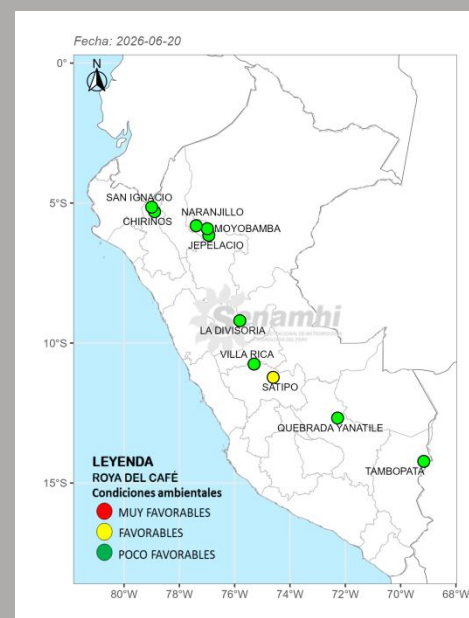 Fecha: 2026-06-20
N
0°
5°S
10°S
15°S
SAN IGNACIO
CHIRINOS
NARANJILLO
MOYOBAMBA
JEPELACIO
Senamhi
LA DIVISORIA
VILLA RICA
SATIPO
QUEBRADA YANATILE
TAMBOPATA
LEYENDA
ROYA DEL CAFÉ
Condiciones ambientales
MUY FAVORABLES
FAVORABLES
POCO FAVORABLES
80°W 78°W 76°W 74°W 72°W 70°W 68°W